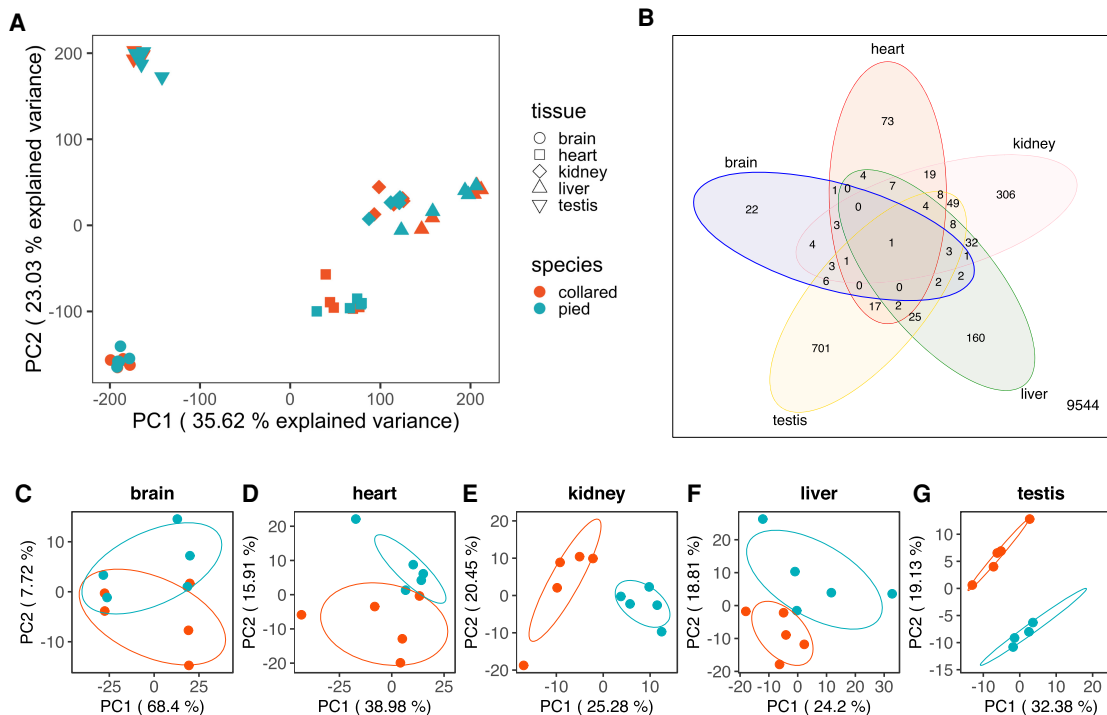 A
PC2 ( 23.03 % explained variance)
200
100
0
-100
-200
-100
0
100
200
PC1 ( 35.62 % explained variance)
tissue
brain
heart
kidney
liver
testis
species
collared
pied
B
heart
kidney
brain
liver
testis
73
19
306
4
7
8
49
1
0
22
0
4
3
8
32
4
1
3
1
3
1
2
6
0
0
2
17
2
25
701
160
9544
C
brain
PC2 ( 7.72 %)
10
0
-10
-25
0
25
PC1 ( 68.4 %)
D
heart
PC2 ( 15.91 %)
20
10
0
-10
-20
-25
0
25
PC1 ( 38.98 %)
E
kidney
PC2 ( 20.45 %)
20
10
0
-10
-20
-10
0
10
PC1 ( 25.28 %)
F
liver
PC2 ( 18.81 %)
20
10
0
-10
-20
-20
-10
0
10
20
30
PC1 ( 24.2 %)
G
testis
PC2 ( 19.13 %)
10
0
-10
-10
0
10
20
PC1 ( 32.38 %)